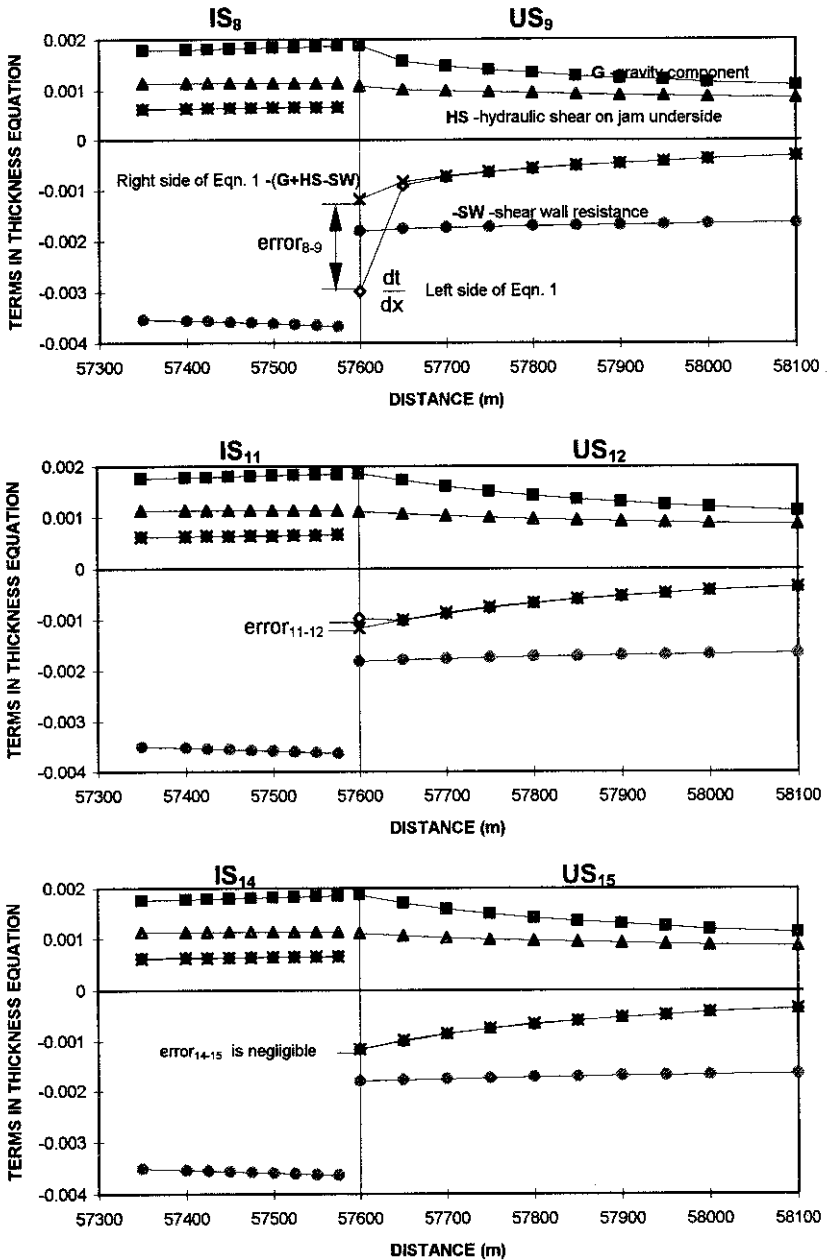 IS8 US9
TERMS IN THICKNESS EQUATION
0.002
0.001
0
-0.001
-0.002
-0.003
-0.004
G -gravity component
HS -hydraulic shear on jam underside
Right side of Eqn. 1 -(G+HS-SW)
-SW -shear wall resistance
error8-9
dt
dx
Left side of Eqn. 1
57300 57400 57500 57600 57700 57800 57900 58000 58100
DISTANCE (m)
IS11 US12
TERMS IN THICKNESS EQUATION
0.002
0.001
0
-0.001
-0.002
-0.003
-0.004
error11-12
57300 57400 57500 57600 57700 57800 57900 58000 58100
DISTANCE (m)
IS14 US15
TERMS IN THICKNESS EQUATION
0.002
0.001
0
-0.001
-0.002
-0.003
-0.004
error14-15 is negligible
57300 57400 57500 57600 57700 57800 57900 58000 58100
DISTANCE (m)